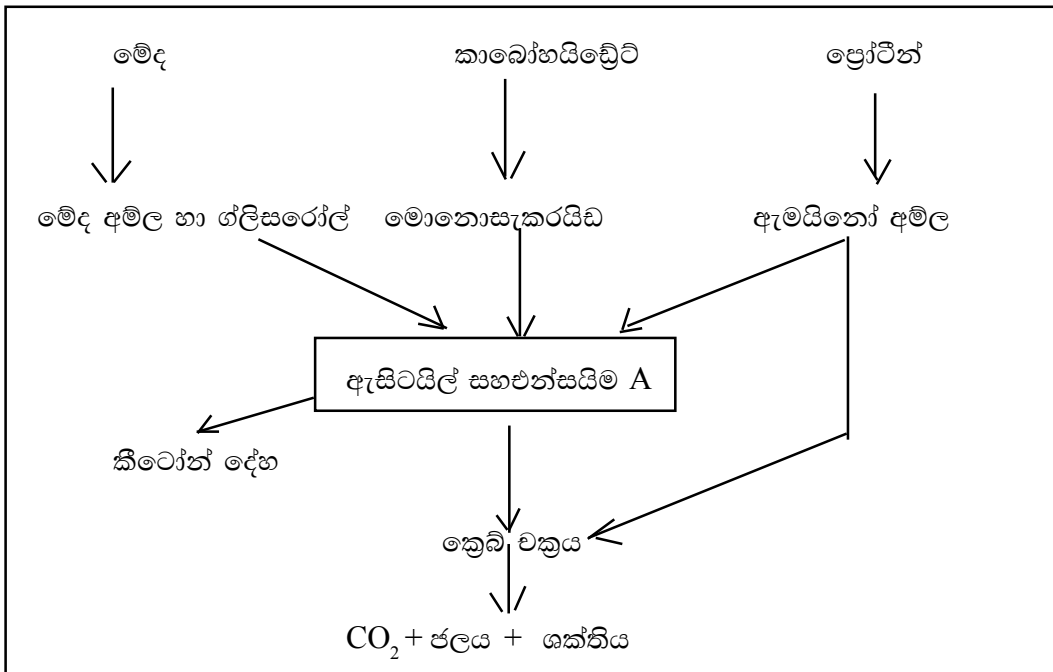 මේද කාබෝහයිඩ්‍රේට් ප්‍රෝටීන්
මේද අම්ල හා ග්ලිසරෝල් මොනොසැකරයිඩ ඇමයිනෝ අම්ල
ඇසිටයිල් සහඑන්සයිම A
කීටෝන් දේහ
ක්‍රෙබ් චක්‍රය
CO₂ + ජලය + ශක්තිය